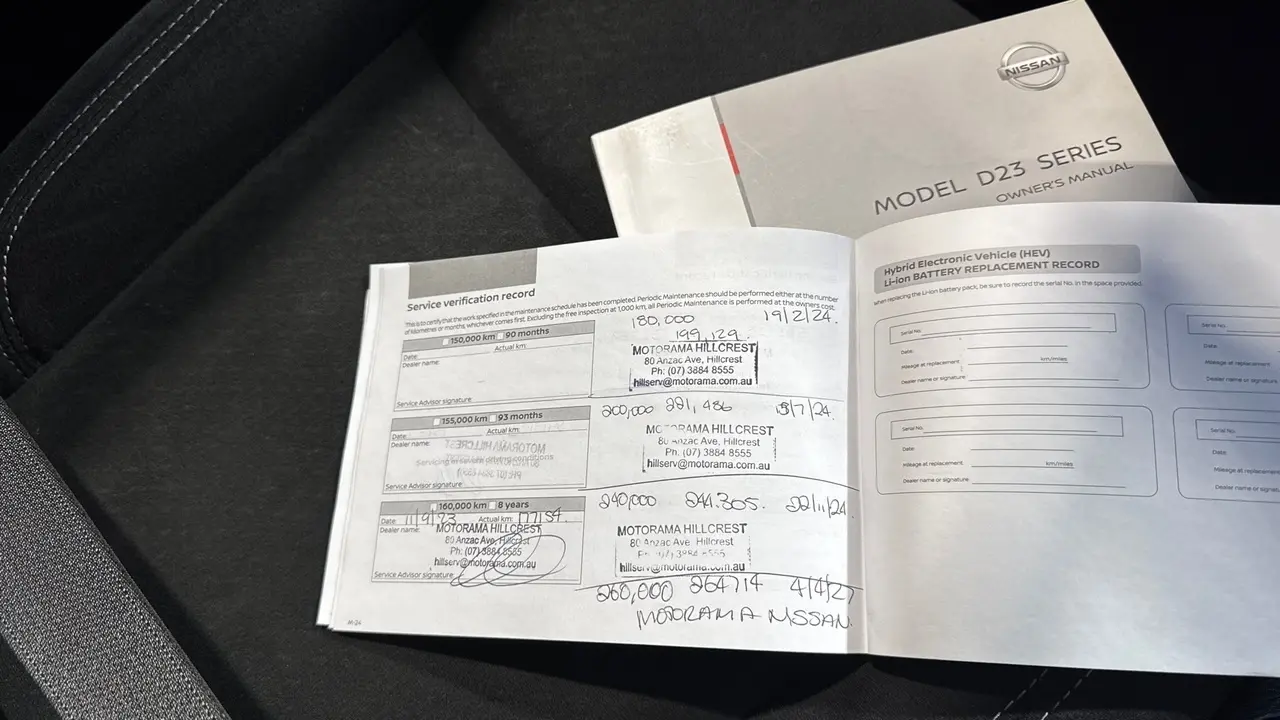 NISSAN
MODEL D23 SERIES
OWNER'S MANUAL
Service verification record
This is to certify that the work specified in the maintenance schedule has been completed. Periodic Maintenance should be performed either at the number
of kilometres or months, whichever comes first. Excluding the free inspection at 1,000 km, all Periodic Maintenance is performed at the owners cost.
150,000 km 90 months
Date: Actual km:
Dealer name:
Service Advisor signature:
155,000 km 93 months
Date: Actual km:
Dealer name:
Service Advisor signature:
160,000 km 8 years
Date: 11/9/23 Actual km:
Dealer name: MOTORAMA HILLCREST
80 Anzac Ave, Hillcrest
Ph: (07) 3884 8555
hillserv@motorama.com.au
Service Advisor signature:
M-24
180,000 19/2/24.
199,129.
MOTORAMA HILLCREST
80 Anzac Ave, Hillcrest
Ph: (07) 3884 8555
hillserv@motorama.com.au
200,000 221,486 5/7/24.
MOTORAMA HILLCREST
80 Anzac Ave, Hillcrest
Ph. (07) 3884 8555
hillserv@motorama.com.au
240,000 244.305. 22/11/24.
MOTORAMA HILLCREST
80 Anzac Ave, Hillcrest
Ph (07) 3884 8555
hillserv@motorama.com.au
260,000 264714
MOTORAMA NISSAN.
Hybrid Electronic Vehicle (HEV)
Li-ion BATTERY REPLACEMENT RECORD
When replacing the Li-ion battery pack, be sure to record the serial No. in the space provided.
Serial No.
Date:
Mileage at replacement km/miles
Dealer name or signature:
Serial No.
Date:
Mileage at replacement km/miles
Dealer name or signature:
Serial No.
Date:
Mileage at replacement
Dealer name or
Serial No.
Date:
Mileage at
Dealer name or